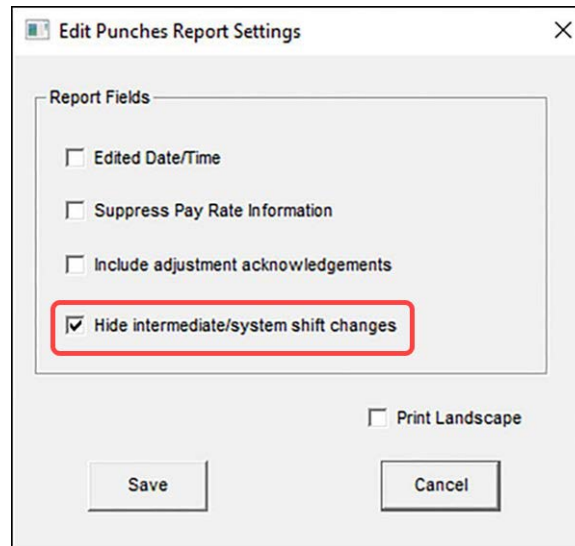 Edit Punches Report Settings
Report Fields
Edited Date/Time
Suppress Pay Rate Information
Include adjustment acknowledgements
Hide intermediate/system shift changes
Print Landscape
Save
Cancel